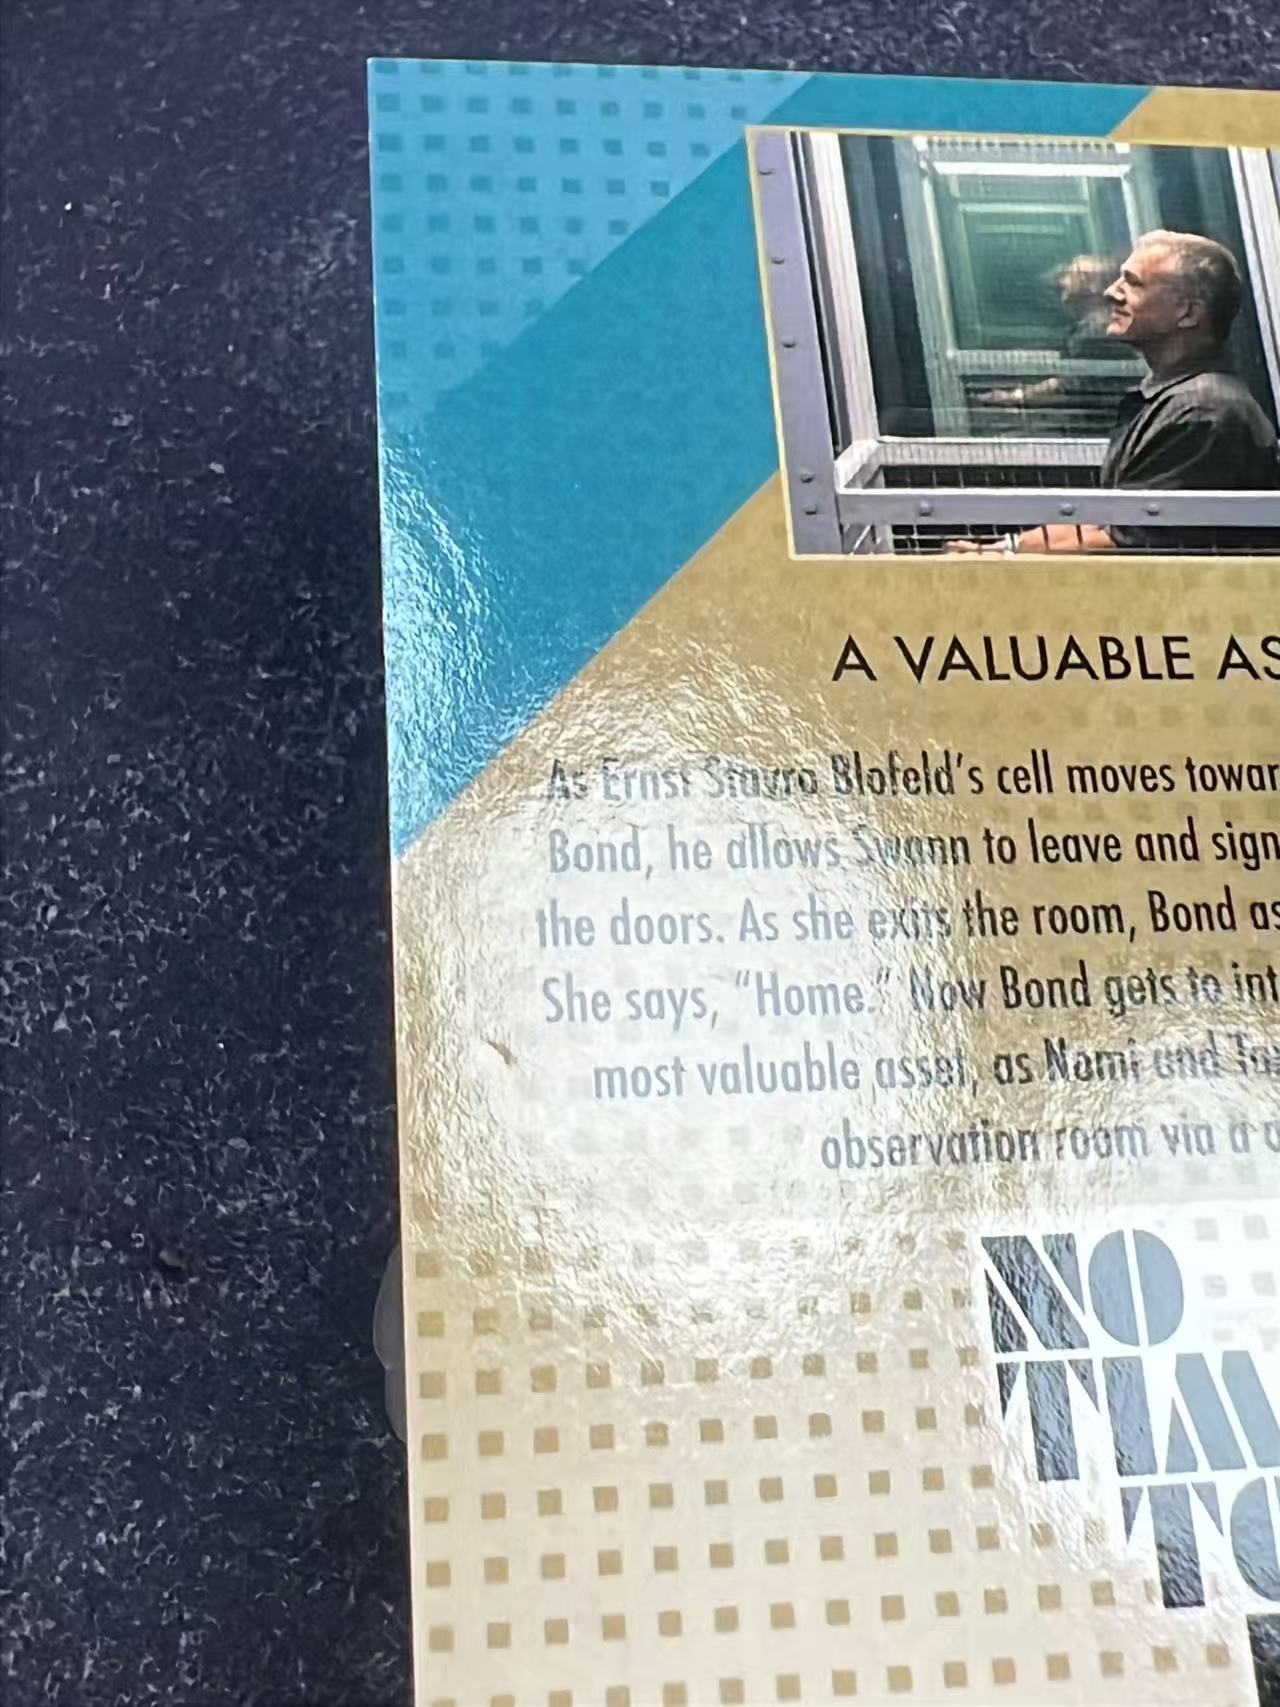 A VALUABLE AS
As Ernst Stavro Blofeld's cell moves towar
Bond, he allows Swann to leave and sign
the doors. As she exits the room, Bond as
She says, "Home." Now Bond gets to int
most valuable asset, as Nomi and Tan
observation room via a
NO
TIM
TO